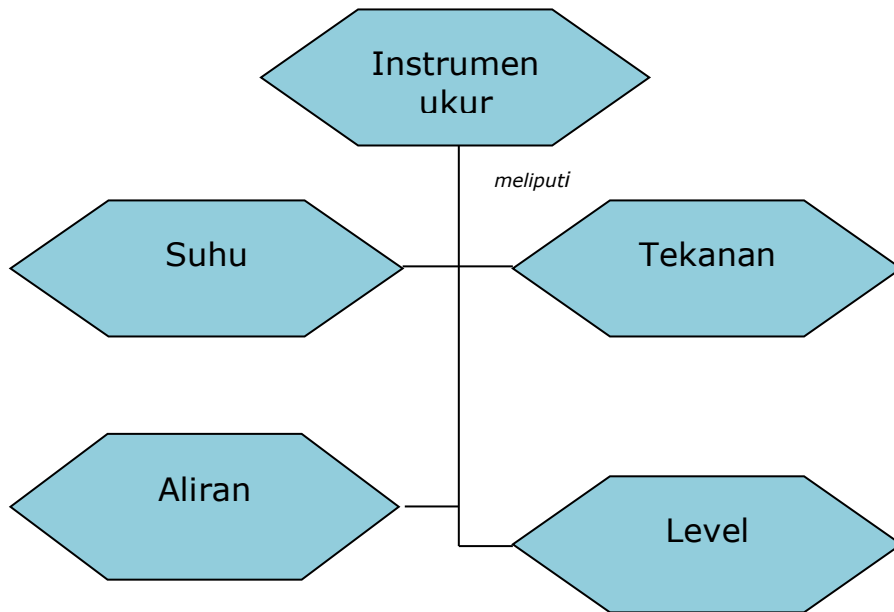 Instrumen
ukur
meliputi
Suhu
Tekanan
Aliran
Level